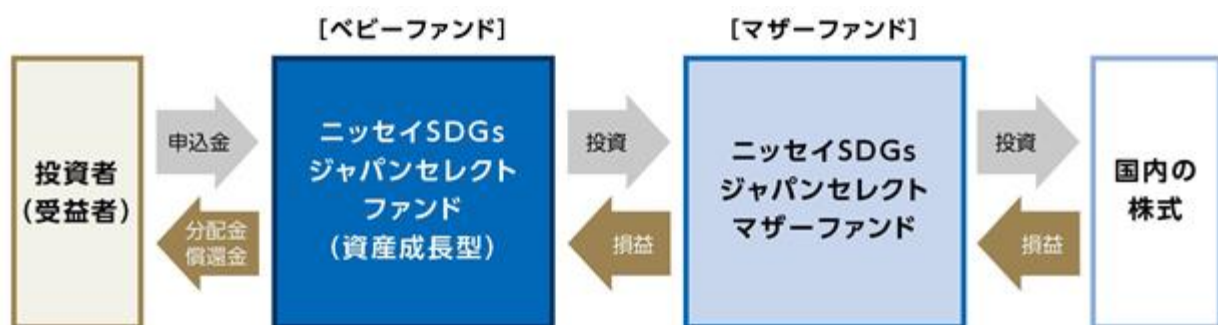 [ベビーファンド]
[マザーファンド]
投資者
(受益者)
申込金
分配金
償還金
ニッセイSDGs
ジャパンセレクト
ファンド
(資産成長型)
投資
損益
ニッセイSDGs
ジャパンセレクト
マザーファンド
投資
損益
国内の
株式